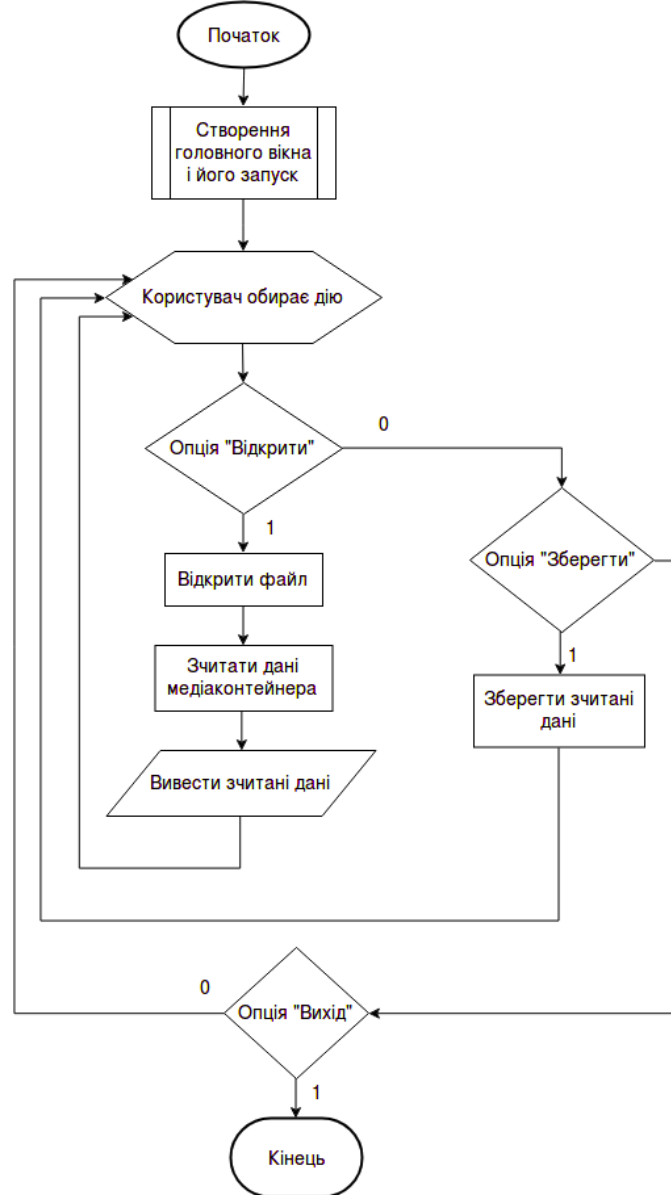 Початок
Створення
головного вікна
і його запуск
Користувач обирає дію
Опція "Відкрити"
0
1
Відкрити файл
Опція "Зберегти"
1
Зчитати дані
медіаконтейнера
Зберегти зчитані
дані
Вивести зчитані дані
0
Опція "Вихід"
1
Кінець